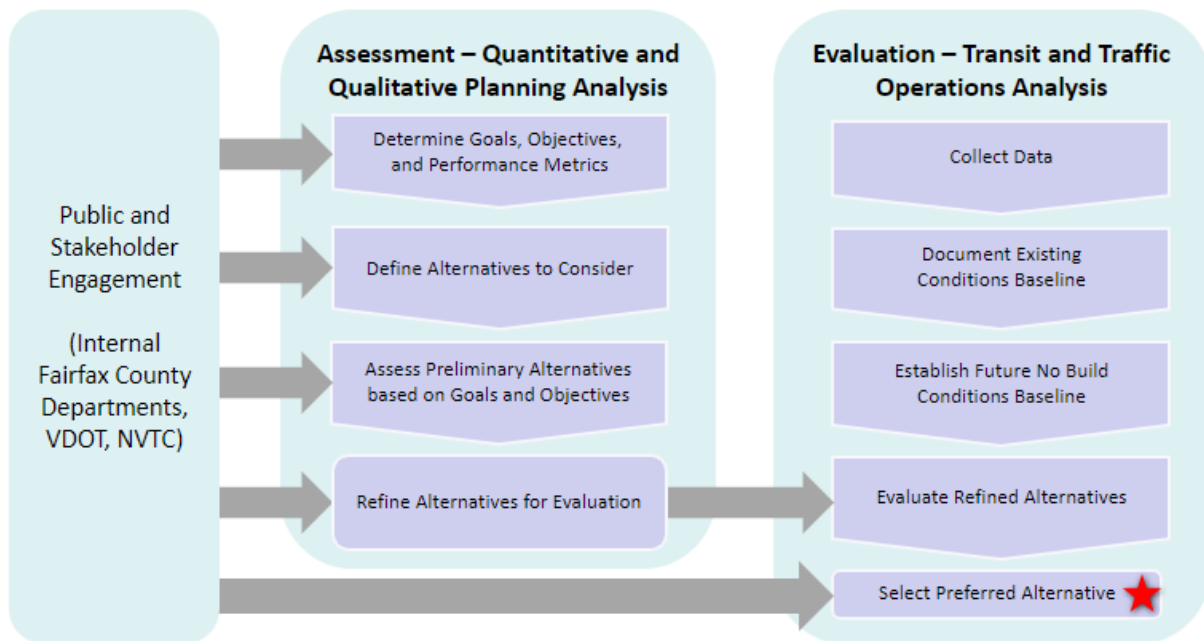 Public and
Stakeholder
Engagement
(Internal
Fairfax County
Departments,
VDOT, NVTC)
Assessment – Quantitative and
Qualitative Planning Analysis
Determine Goals, Objectives,
and Performance Metrics
Define Alternatives to Consider
Assess Preliminary Alternatives
based on Goals and Objectives
Refine Alternatives for Evaluation
Evaluation – Transit and Traffic
Operations Analysis
Collect Data
Document Existing
Conditions Baseline
Establish Future No Build
Conditions Baseline
Evaluate Refined Alternatives
Select Preferred Alternative